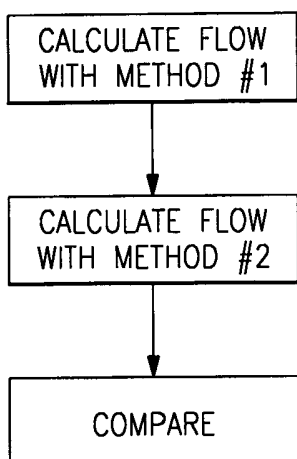 CALCULATE FLOW
WITH METHOD #1
CALCULATE FLOW
WITH METHOD #2
COMPARE